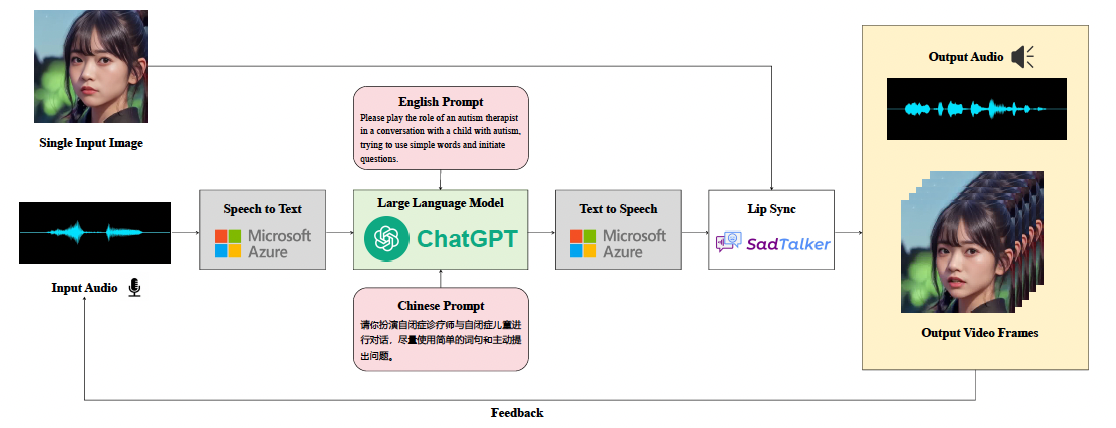 Single Input Image
English Prompt
Please play the role of an autism therapist
in a conversation with a child with autism,
trying to use simple words and initiate
questions.
Output Audio
Input Audio
Speech to Text
Microsoft
Azure
Large Language Model
ChatGPT
Text to Speech
Microsoft
Azure
Lip Sync
SadTalker
Chinese Prompt
请你扮演自闭症诊疗师与自闭症儿童进
行对话，尽量使用简单的词句和主动提
出问题。
Output Video Frames
Feedback